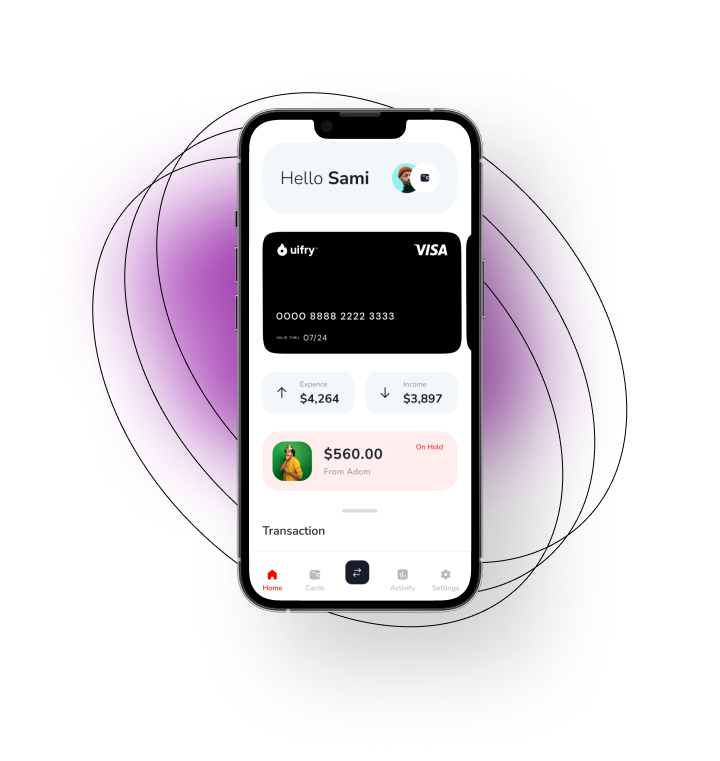 Hello Sami
uifry
VISA
0000 8888 2222 3333
VALID THRU 07/24
Expence
$4,264
Income
$3,897
$560.00
On Hold
From Adom
Transaction
Home
Cards
Activity
Settings